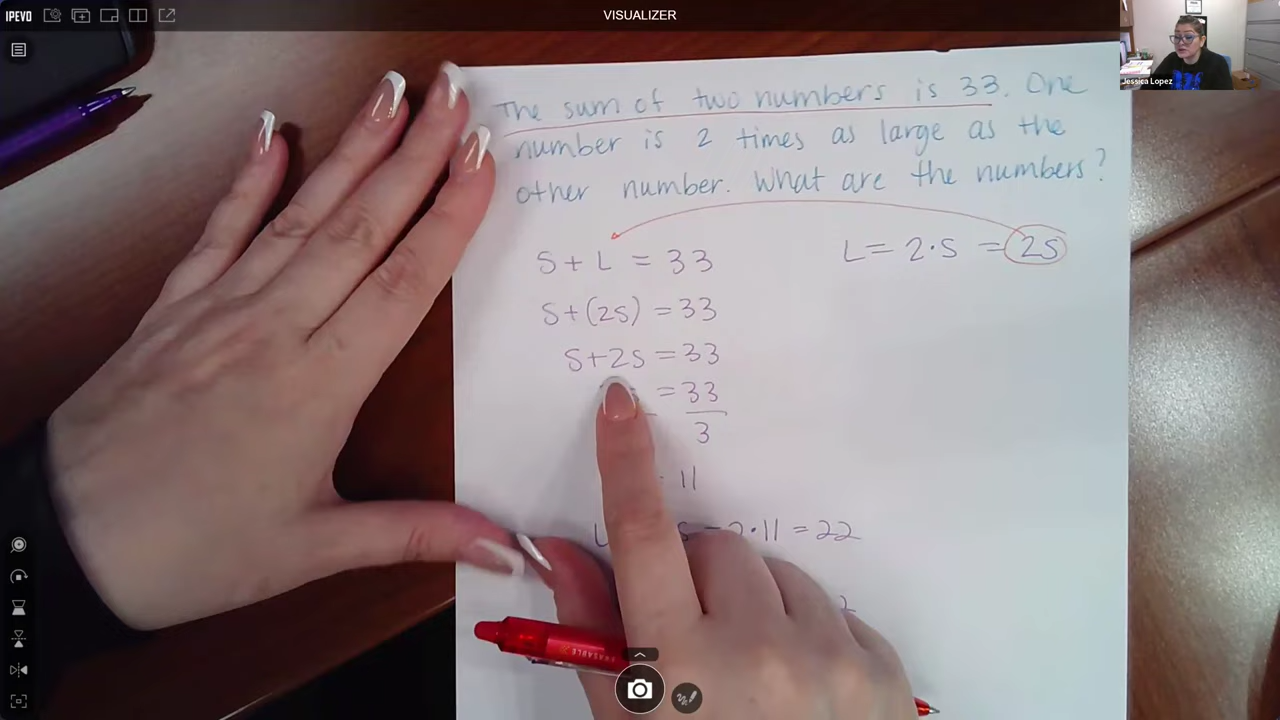 IPEVO
VISUALIZER
Jessica Lopez
The sum of two numbers is 33. One
number is 2 times as large as the
other number. What are the numbers?
S + L = 33
L = 2·S = 2S
S+(2S) = 33
S+2S = 33
= 33
3
11
2·11 = 22
2
ERASABLE